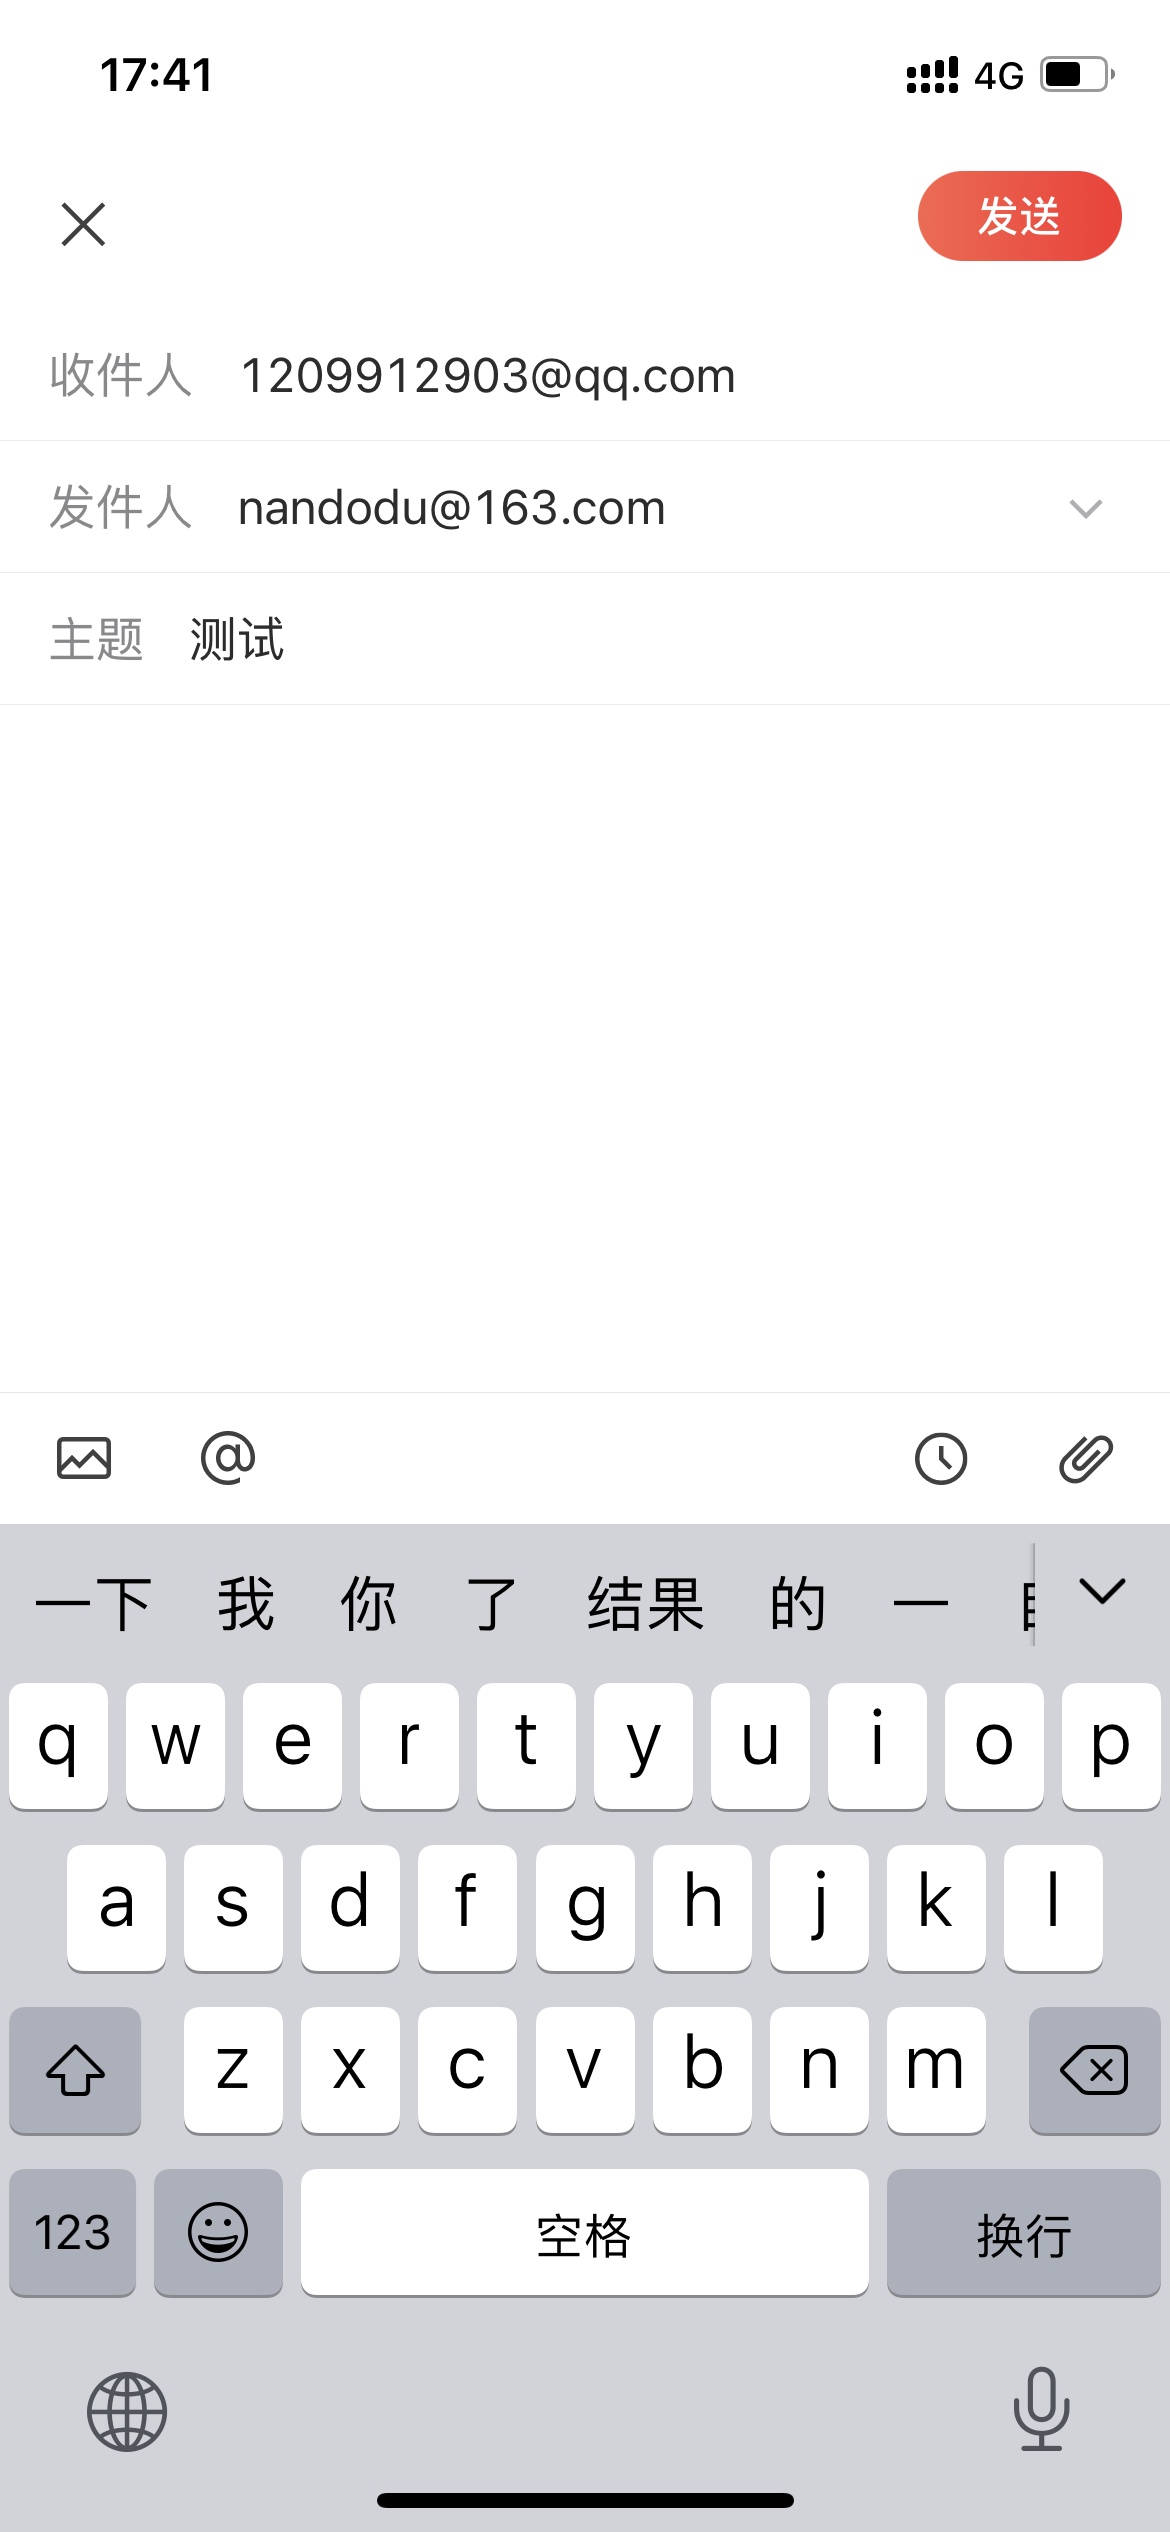 17:41 4G
发送
收件人 1209912903@qq.com
发件人 nandodu@163.com
主题 测试
@
一下 我 你 了 结果 的 一
q w e r t y u i o p
a s d f g h j k l
z x c v b n m
123 空格 换行